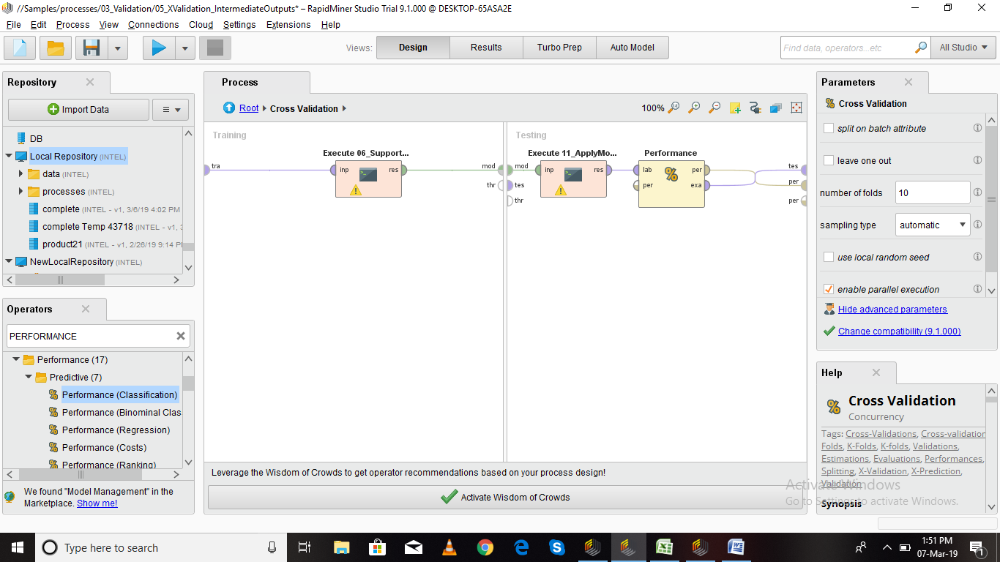 //Samples/processes/03_Validation/05_XValidation_IntermediateOutputs* – RapidMiner Studio Trial 9.1.000 @ DESKTOP-65ASA2E
File Edit Process View Connections Cloud Settings Extensions Help
Views: Design Results Turbo Prep Auto Model Find data, operators...etc All Studio
Repository
Import Data
DB
Local Repository (INTEL)
data (INTEL)
processes (INTEL)
complete (INTEL - v1, 3/6/19 4:02 PM
complete Temp 43718 (INTEL - v1, 3
product21 (INTEL - v1, 2/26/19 9:14 P
NewLocalRepository (INTEL)
Operators
PERFORMANCE
Performance (17)
Predictive (7)
Performance (Classification)
Performance (Binominal Clas
Performance (Regression)
Performance (Costs)
Performance (Ranking)
We found "Model Management" in the
Marketplace. Show me!
Process
Root Cross Validation 100%
Training
Testing
Execute 06_Support...
tra inp res mod
thr
Execute 11_ApplyMo...
mod inp res
tes
thr
Performance
lab per tes
per exa per
per
Leverage the Wisdom of Crowds to get operator recommendations based on your process design!
Activate Wisdom of Crowds
Parameters
Cross Validation
split on batch attribute
leave one out
number of folds 10
sampling type automatic
use local random seed
enable parallel execution
Hide advanced parameters
Change compatibility (9.1.000)
Help
Cross Validation
Concurrency
Tags: Cross-Validations, Cross-validation
Folds, K-Folds, K-folds, Validations,
Estimations, Evaluations, Performances,
Splitting, X-Validation, X-Prediction,
Validation
Synopsis
Activate Windows
Go to Settings to activate Windows.
Type here to search
1:51 PM
07-Mar-19
1